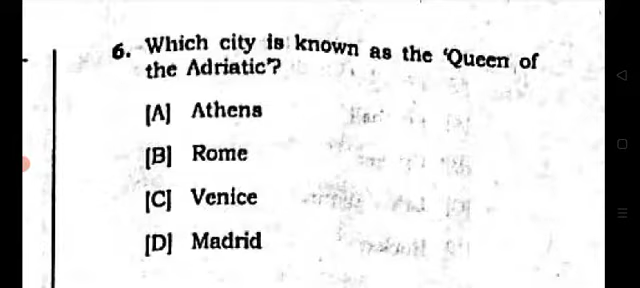 6. Which city is known as the 'Queen of
the Adriatic'?
[A] Athens
[B] Rome
[C] Venice
[D] Madrid